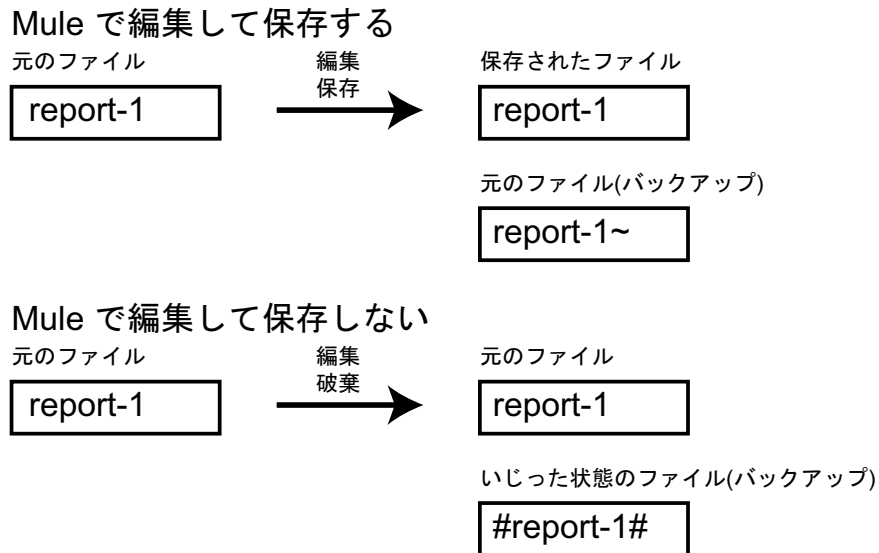 Mule で編集して保存する
元のファイル
編集
保存
保存されたファイル
report-1
report-1
元のファイル(バックアップ)
report-1~
Mule で編集して保存しない
元のファイル
編集
破棄
元のファイル
report-1
report-1
いじった状態のファイル(バックアップ)
#report-1#